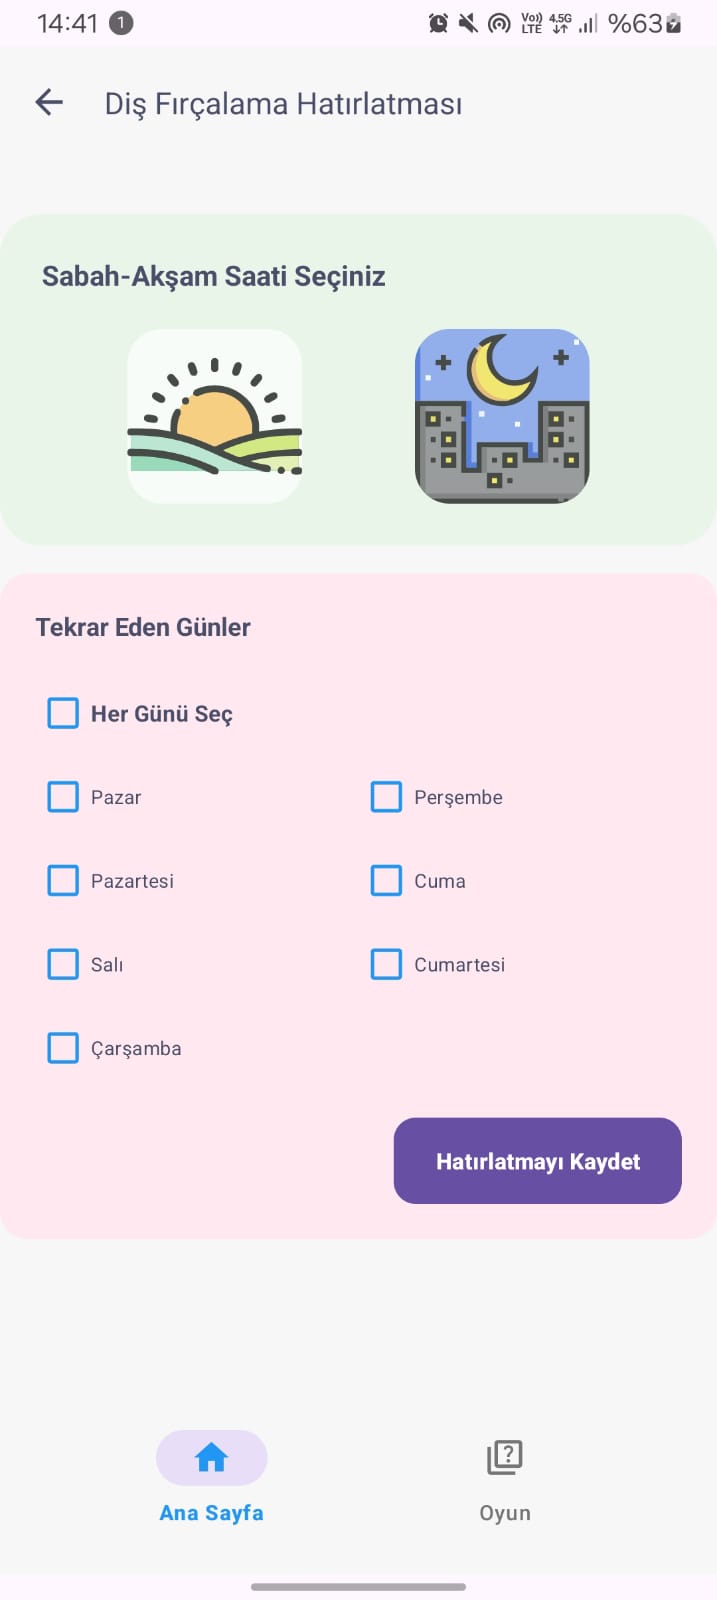 14:41 1 Vo)) LTE 4.5G %63
Diş Fırçalama Hatırlatması
Sabah-Akşam Saati Seçiniz
Tekrar Eden Günler
Her Günü Seç
Pazar
Perşembe
Pazartesi
Cuma
Salı
Cumartesi
Çarşamba
Hatırlatmayı Kaydet
Ana Sayfa
Oyun